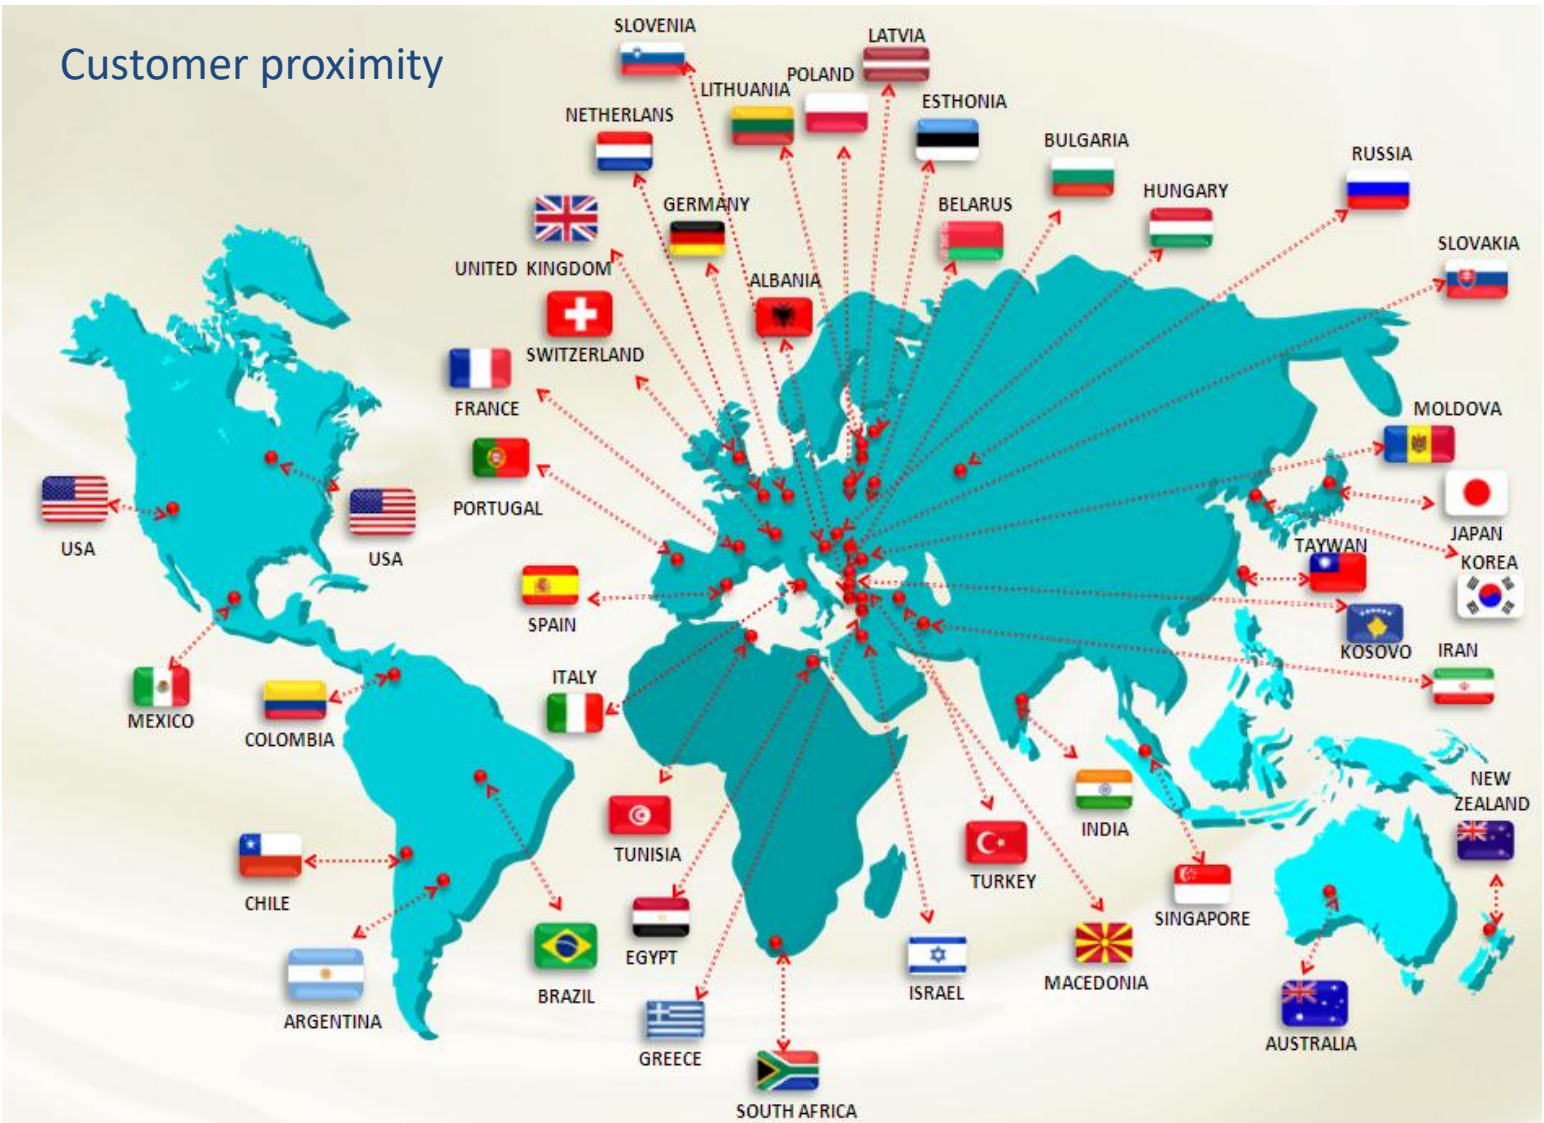 Customer proximity
SLOVENIA
LATVIA
POLAND
LITHUANIA
ESTHONIA
NETHERLANS
BULGARIA
RUSSIA
HUNGARY
GERMANY
BELARUS
SLOVAKIA
UNITED KINGDOM
ALBANIA
SWITZERLAND
FRANCE
MOLDOVA
PORTUGAL
JAPAN
USA
USA
TAYWAN
KOREA
SPAIN
KOSOVO
IRAN
ITALY
MEXICO
COLOMBIA
NEW
ZEALAND
INDIA
TUNISIA
TURKEY
CHILE
SINGAPORE
EGYPT
MACEDONIA
ISRAEL
BRAZIL
ARGENTINA
AUSTRALIA
GREECE
SOUTH AFRICA